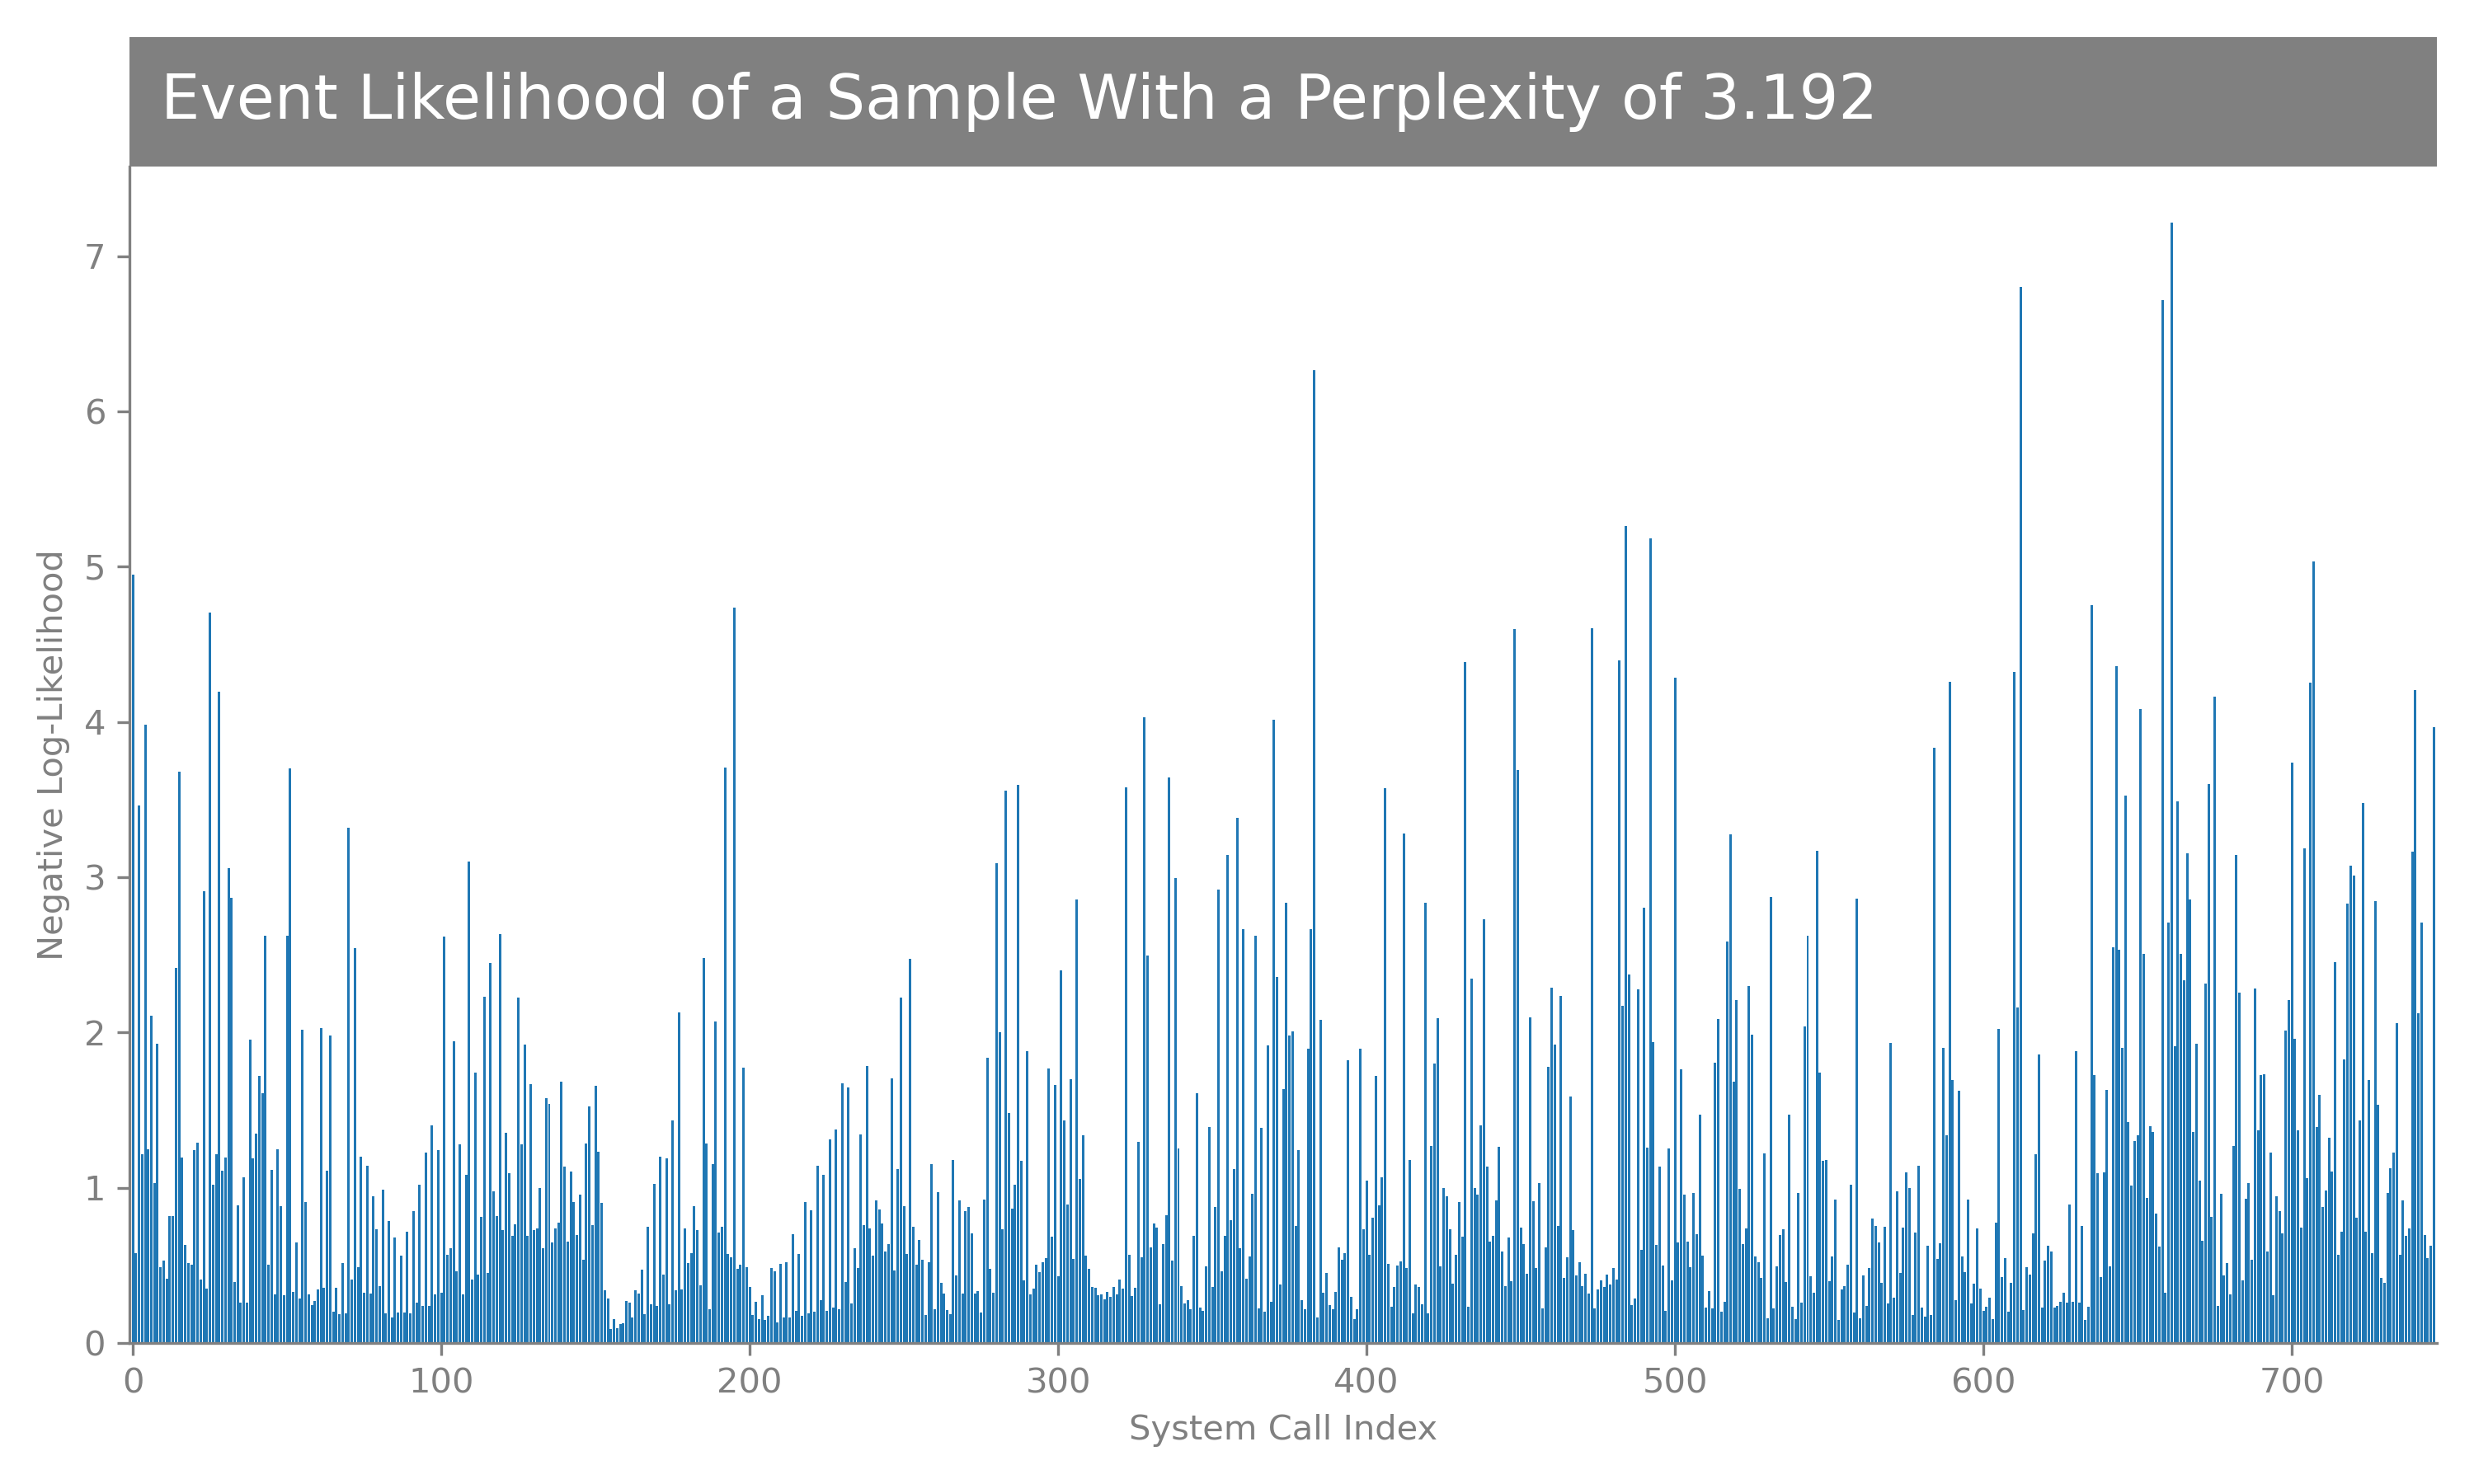 Event Likelihood of a Sample With a Perplexity of 3.192
Negative Log-Likelihood
7
6
5
4
3
2
1
0
0 100 200 300 400 500 600 700
System Call Index